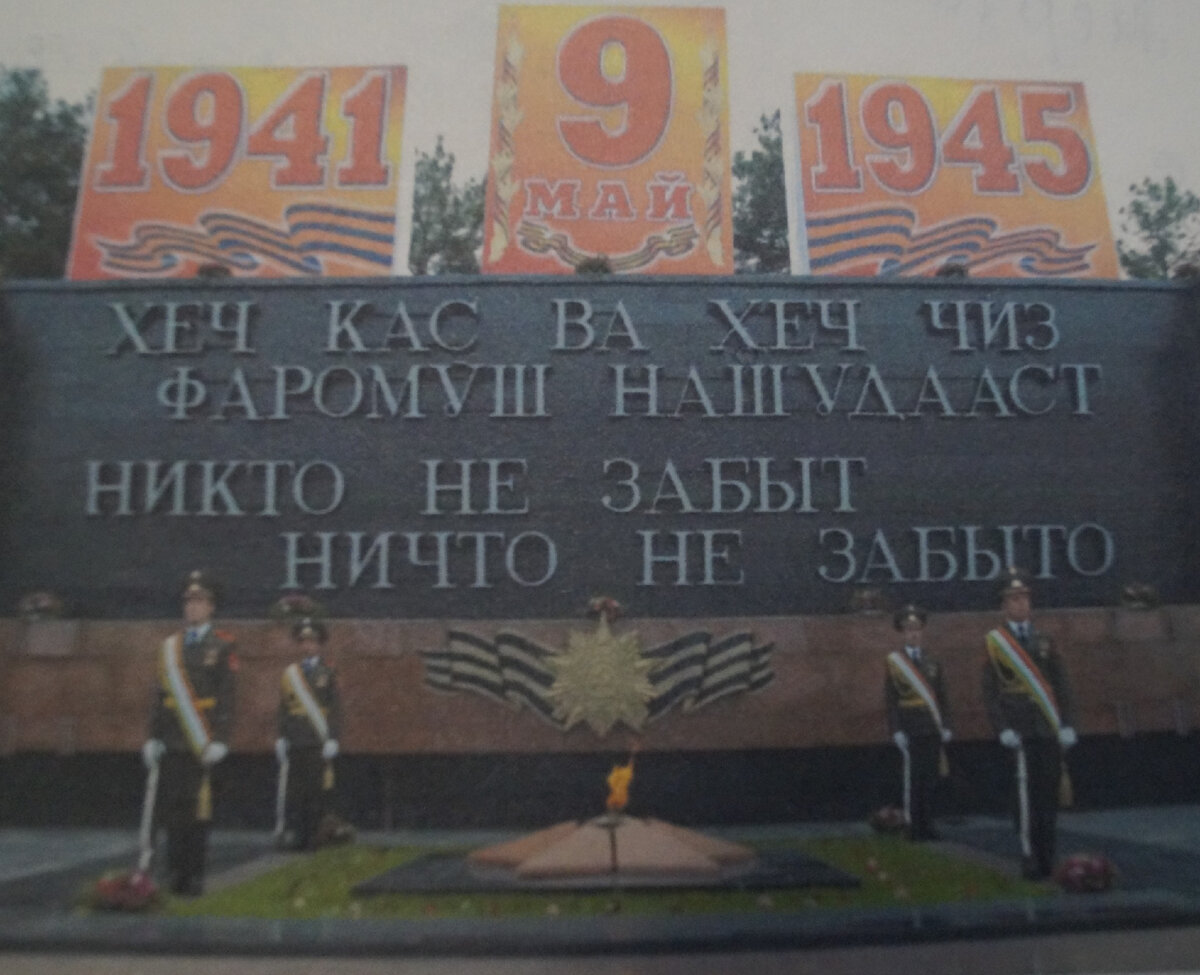 1941
9
МАЙ
1945
ХЕЧ КАС ВА ХЕЧ ЧИЗ
ФАРОМУШ НАШУДААСТ
НИКТО НЕ ЗАБЫТ
НИЧТО НЕ ЗАБЫТО